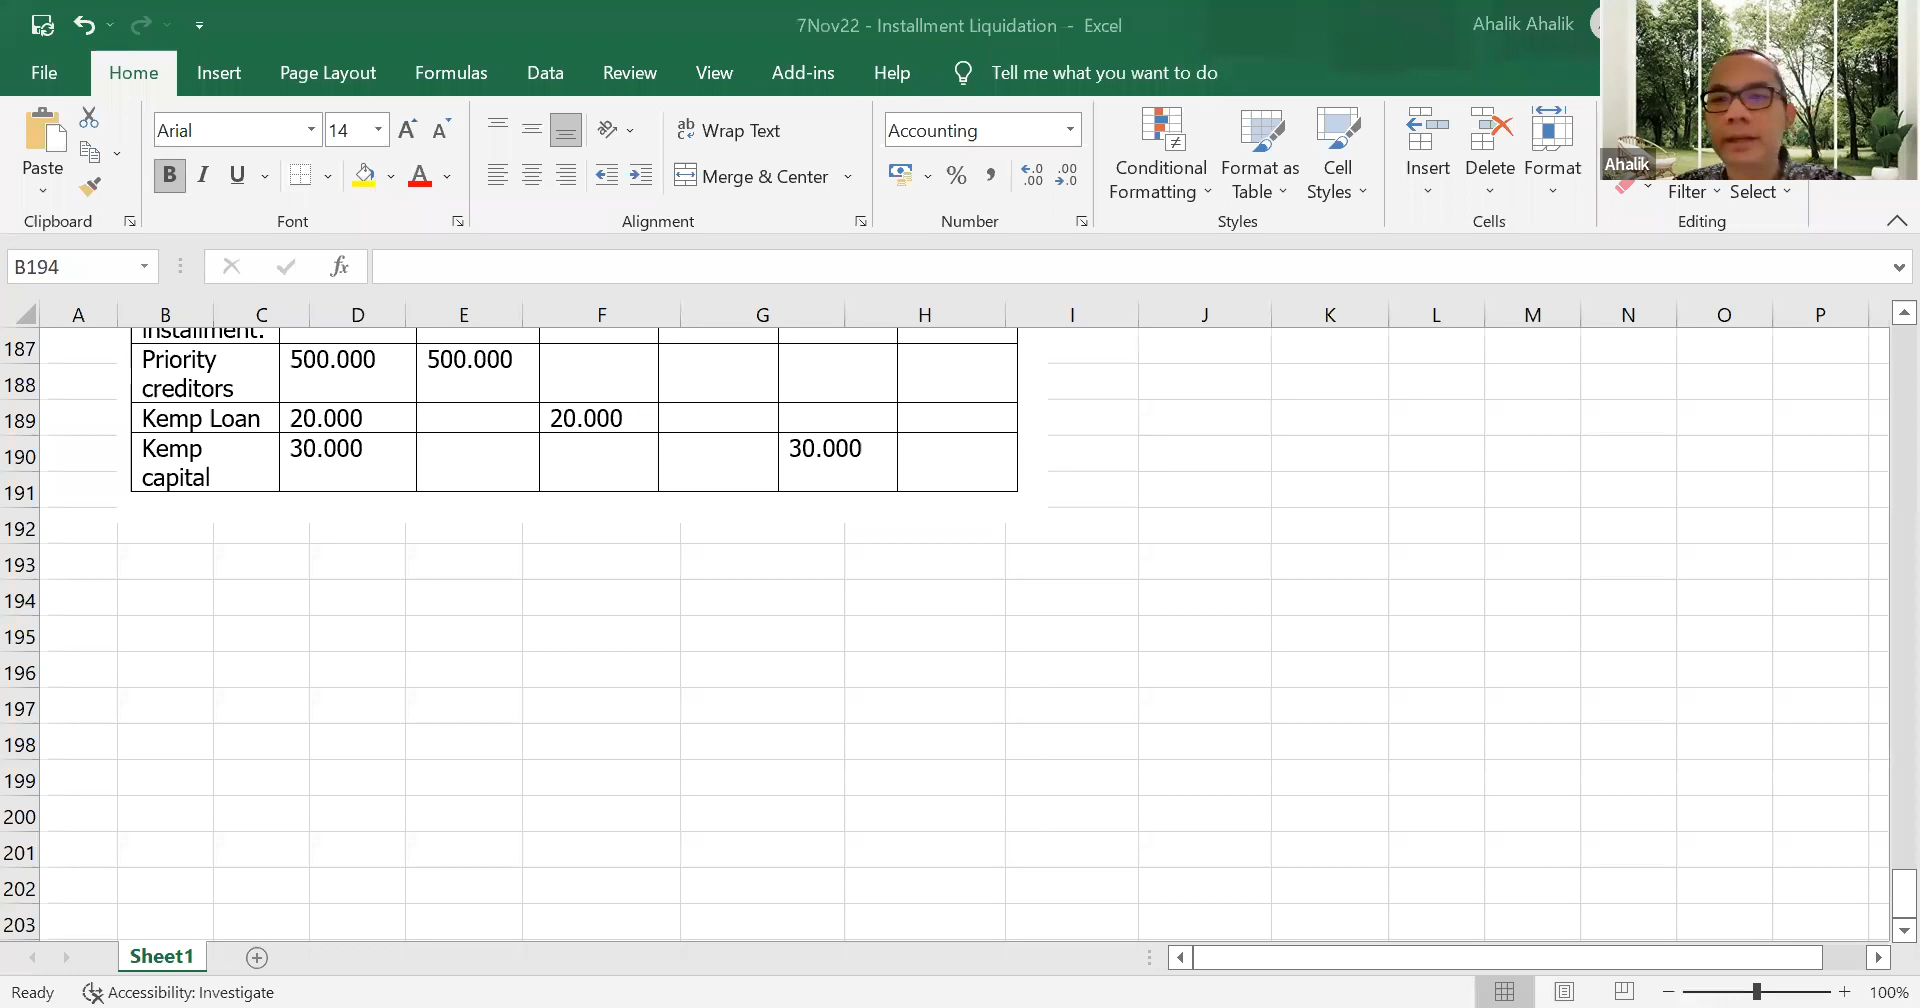 7Nov22 - Installment Liquidation - Excel
Ahalik Ahalik
File Home Insert Page Layout Formulas Data Review View Add-ins Help Tell me what you want to do
Paste
Clipboard
Arial 14
B I U
Font
ab Wrap Text
Merge & Center
Alignment
Accounting
Number
Conditional Formatting
Format as Table
Cell Styles
Styles
Insert
Delete
Format
Cells
Filter Select
Editing
Ahalik
B194
fx
A B C D E F G H I J K L M N O P
installment:
187
188
189
190
191
192
193
194
195
196
197
198
199
200
201
202
203
Priority creditors 500.000 500.000
Kemp Loan 20.000 20.000
Kemp capital 30.000 30.000
Sheet1
Ready
Accessibility: Investigate
100%